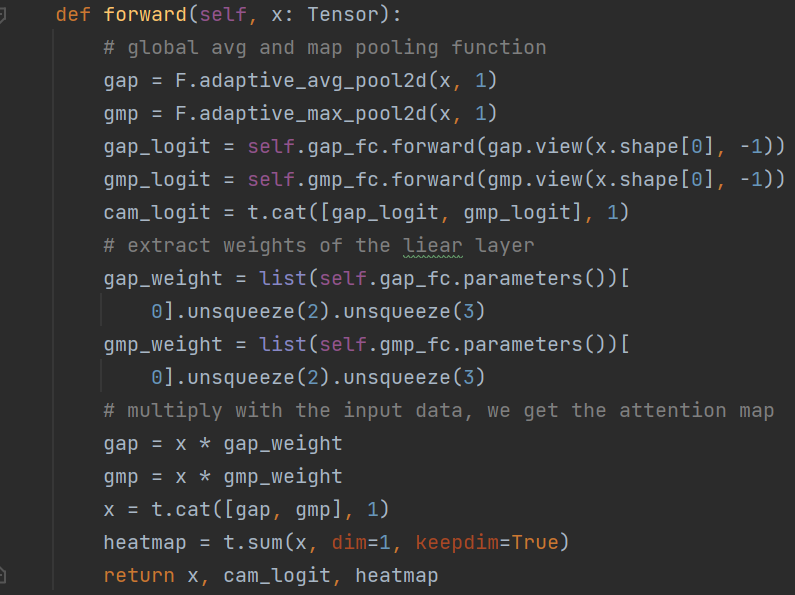 def forward(self, x: Tensor):
# global avg and map pooling function
gap = F.adaptive_avg_pool2d(x, 1)
gmp = F.adaptive_max_pool2d(x, 1)
gap_logit = self.gap_fc.forward(gap.view(x.shape[0], -1))
gmp_logit = self.gmp_fc.forward(gmp.view(x.shape[0], -1))
cam_logit = t.cat([gap_logit, gmp_logit], 1)
# extract weights of the liear layer
gap_weight = list(self.gap_fc.parameters())[
0].unsqueeze(2).unsqueeze(3)
gmp_weight = list(self.gmp_fc.parameters())[
0].unsqueeze(2).unsqueeze(3)
# multiply with the input data, we get the attention map
gap = x * gap_weight
gmp = x * gmp_weight
x = t.cat([gap, gmp], 1)
heatmap = t.sum(x, dim=1, keepdim=True)
return x, cam_logit, heatmap